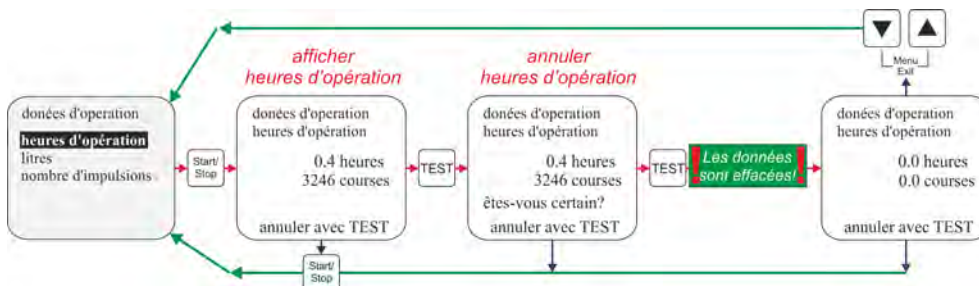 afficher
heures d'opération
annuler
heures d'opération
Menu
Exit
donées d'operation
heures d'opération
litres
nombre d'impulsions
Start/
Stop
donées d'operation
heures d'opération
0.4 heures
3246 courses
annuler avec TEST
Start/
Stop
TEST
donées d'operation
heures d'opération
0.4 heures
3246 courses
êtes-vous certain?
annuler avec TEST
TEST
Les données
sont effacées!
donées d'operation
heures d'opération
0.0 heures
0.0 courses
annuler avec TEST